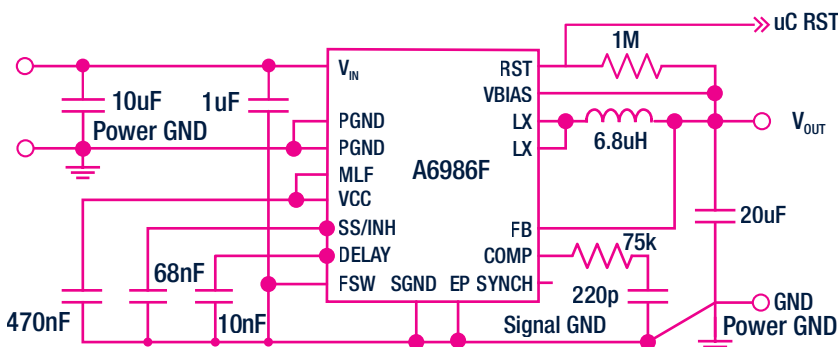 uC RST
1M
V_IN
RST
VBIAS
10uF
1uF
Power GND
PGND
LX
V_OUT
PGND
LX
6.8uH
MLF
A6986F
VCC
20uF
SS/INH
FB
75k
DELAY
COMP
68nF
FSW
SGND
EP
SYNCH
220p
GND
470nF
10nF
Signal GND
Power GND